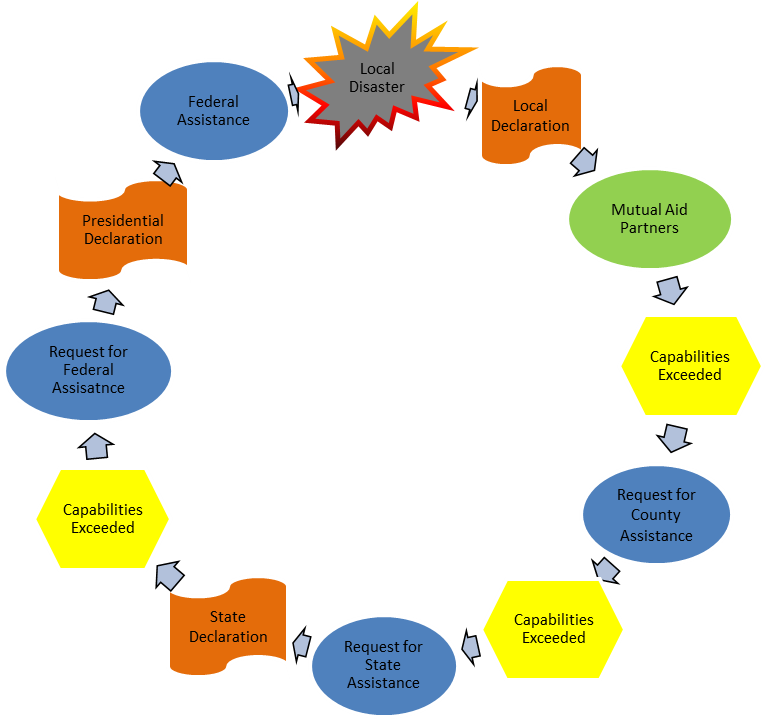 Local
Disaster
Local
Declaration
Mutual Aid
Partners
Capabilities
Exceeded
Request for
County
Assistance
Capabilities
Exceeded
Request for
State
Assistance
State
Declaration
Capabilities
Exceeded
Request for
Federal
Assisatnce
Presidential
Declaration
Federal
Assistance